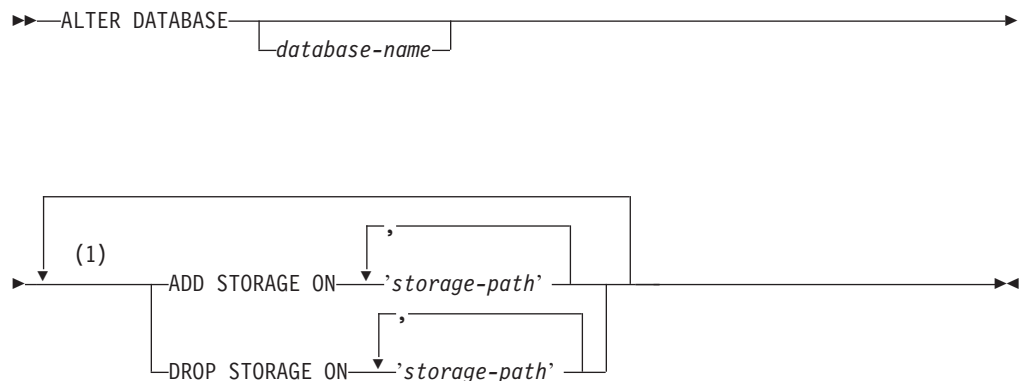 ALTER DATABASE
database-name
,
(1)
ADD STORAGE ON 'storage-path'
,
DROP STORAGE ON 'storage-path'